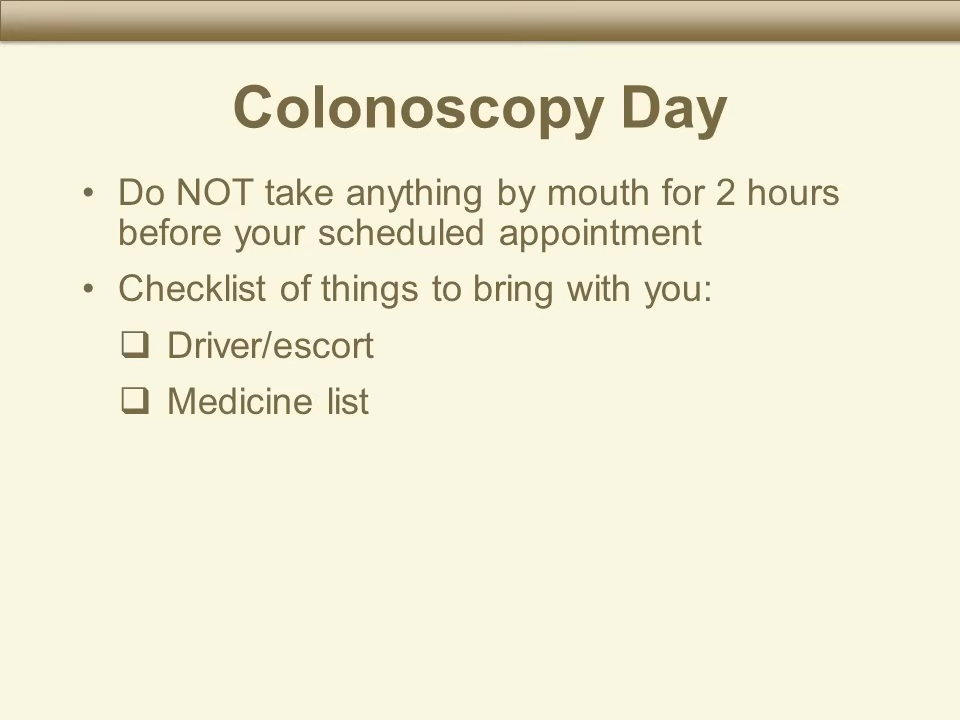 Colonoscopy Day
• Do NOT take anything by mouth for 2 hours
before your scheduled appointment
• Checklist of things to bring with you:
❑ Driver/escort
❑ Medicine list